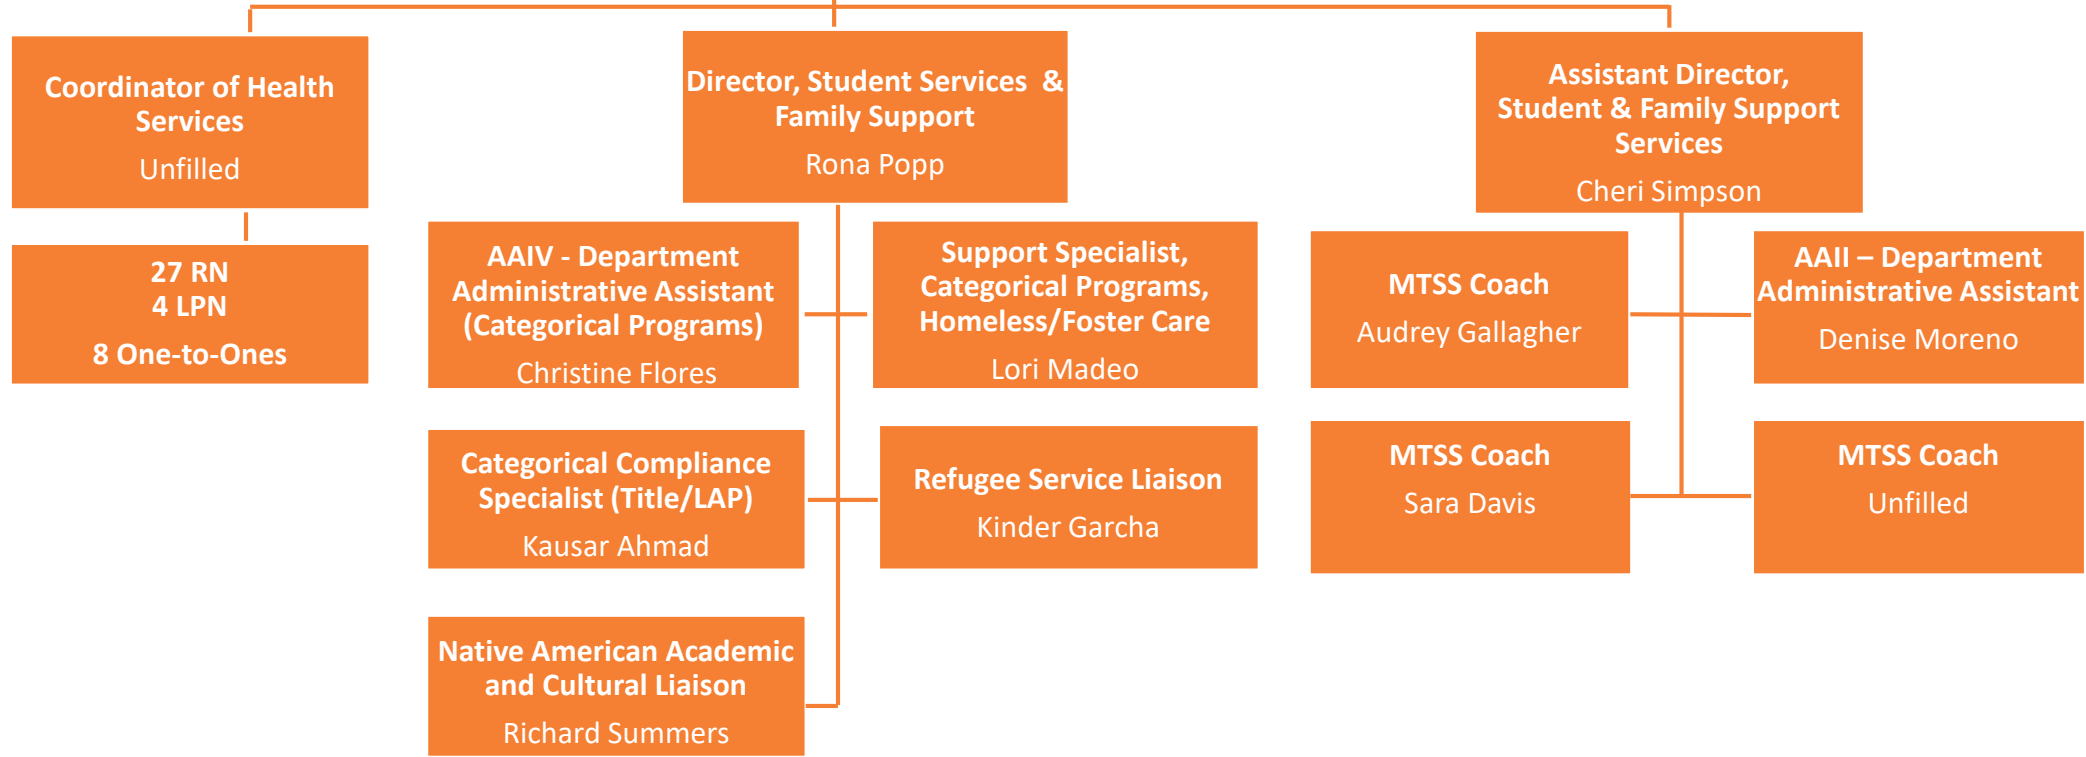 Coordinator of Health
Services
Unfilled
27 RN
4 LPN
8 One-to-Ones
Director, Student Services &
Family Support
Rona Popp
AAIV - Department
Administrative Assistant
(Categorical Programs)
Christine Flores
Support Specialist,
Categorical Programs,
Homeless/Foster Care
Lori Madeo
Categorical Compliance
Specialist (Title/LAP)
Kausar Ahmad
Refugee Service Liaison
Kinder Garcha
Native American Academic
and Cultural Liaison
Richard Summers
Assistant Director,
Student & Family Support
Services
Cheri Simpson
MTSS Coach
Audrey Gallagher
AAII – Department
Administrative Assistant
Denise Moreno
MTSS Coach
Sara Davis
MTSS Coach
Unfilled